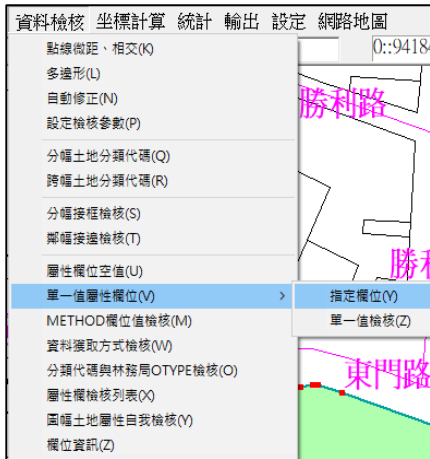 資料檢核 坐標計算 統計 輸出 設定 網路地圖
0::9418
點線微距、相交(K)
多邊形(L)
自動修正(N)
設定檢核參數(P)
分幅土地分類代碼(Q)
跨幅土地分類代碼(R)
分幅接框檢核(S)
鄰幅接邊檢核(T)
屬性欄位空值(U)
單一值屬性欄位(V)
METHOD欄位值檢核(M)
資料獲取方式檢核(W)
分類代碼與林務局OTYPE檢核(O)
屬性欄檢核列表(X)
圖幅土地屬性自我檢核(Y)
欄位資訊(Z)
指定欄位(Y)
單一值檢核(Z)
勝利路
勝利
東門路